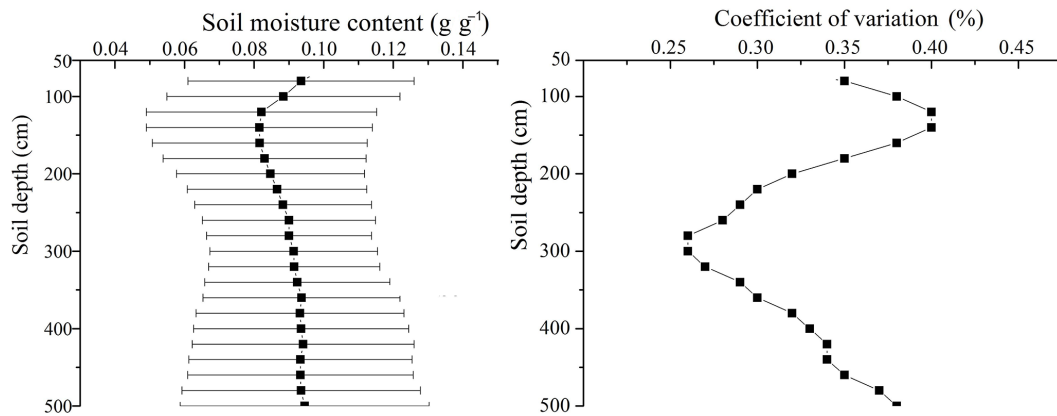 Soil moisture content (g g⁻¹)
0.04 0.06 0.08 0.10 0.12 0.14
50
100
200
300
400
500
Soil depth (cm)
Coefficient of variation (%)
0.25 0.30 0.35 0.40 0.45
50
100
200
300
400
500
Soil depth (cm)